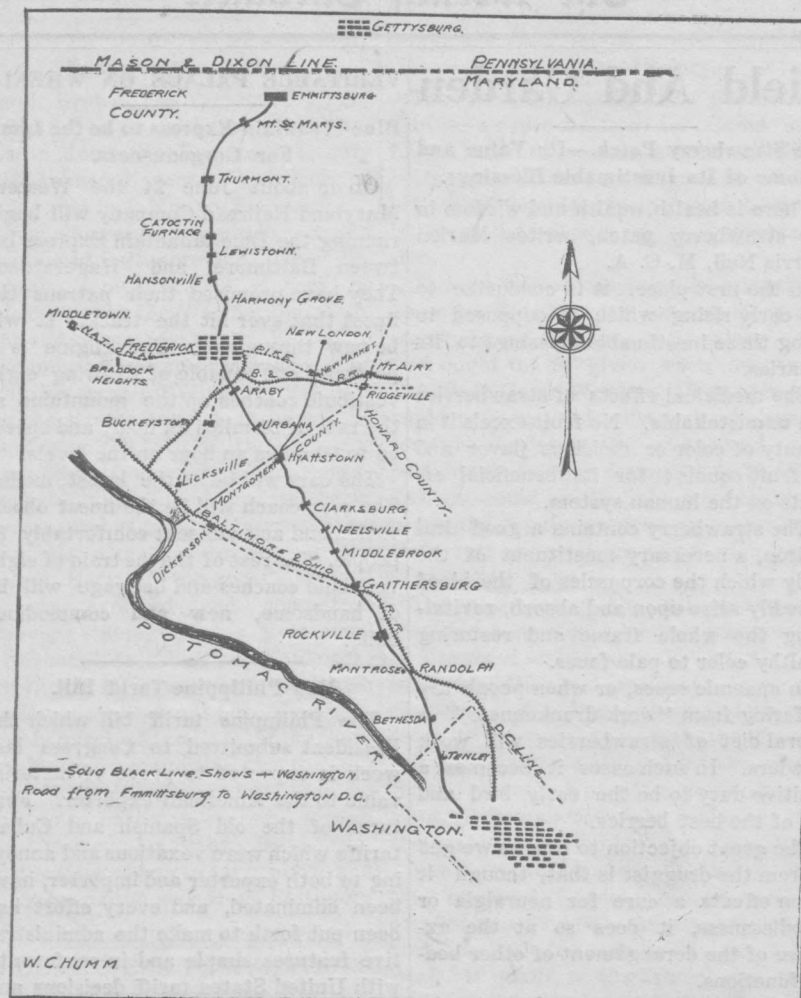 GETTYSBURG.
MASON & DIXON LINE.
PENNSYLVANIA.
MARYLAND.
FREDERICK
COUNTY.
EMMITTSBURG
Mt. St. Marys.
THURMONT.
CATOCTIN
FURNACE
LEWISTOWN.
HANSONVILLE
HARMONY GROVE.
MIDDLETOWN.
NATIONAL
FREDERICK
PIKE
NEW LONDON
NEW MARKET
B. & O.
R.R.
MT. AIRY.
BRADDOCK
HEIGHTS.
ARABY
RIDGEVILLE
BUCKEYSTOWN
URBANA
HOWARD COUNTY.
LICKSVILLE
MONTGOMERY COUNTY.
HYATTSTOWN
CLARKSBURG
NEELSVILLE
DICKERSON
BALTIMORE & OHIO
R.R.
MIDDLEBROOK
GAITHERSBURG
ROCKVILLE
RANDOLPH
POTOMAC RIVER
BETHESDA
D.C. LINE.
Solid BLACK LINE, SHOWS + WASHINGTON
Road from Emmittsburg To Washington D.C.
WASHINGTON.
W. C. HUMM